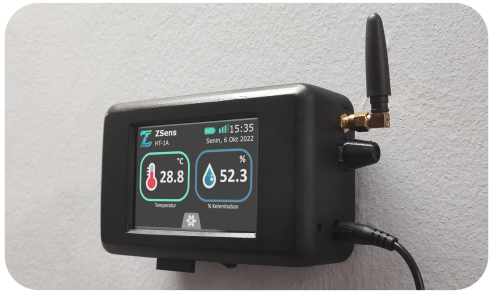 ZSens
HT-1A
15:35
Senin, 6 Okt 2022
°C
28.8
Temperatur
%
52.3
% Kelembaban